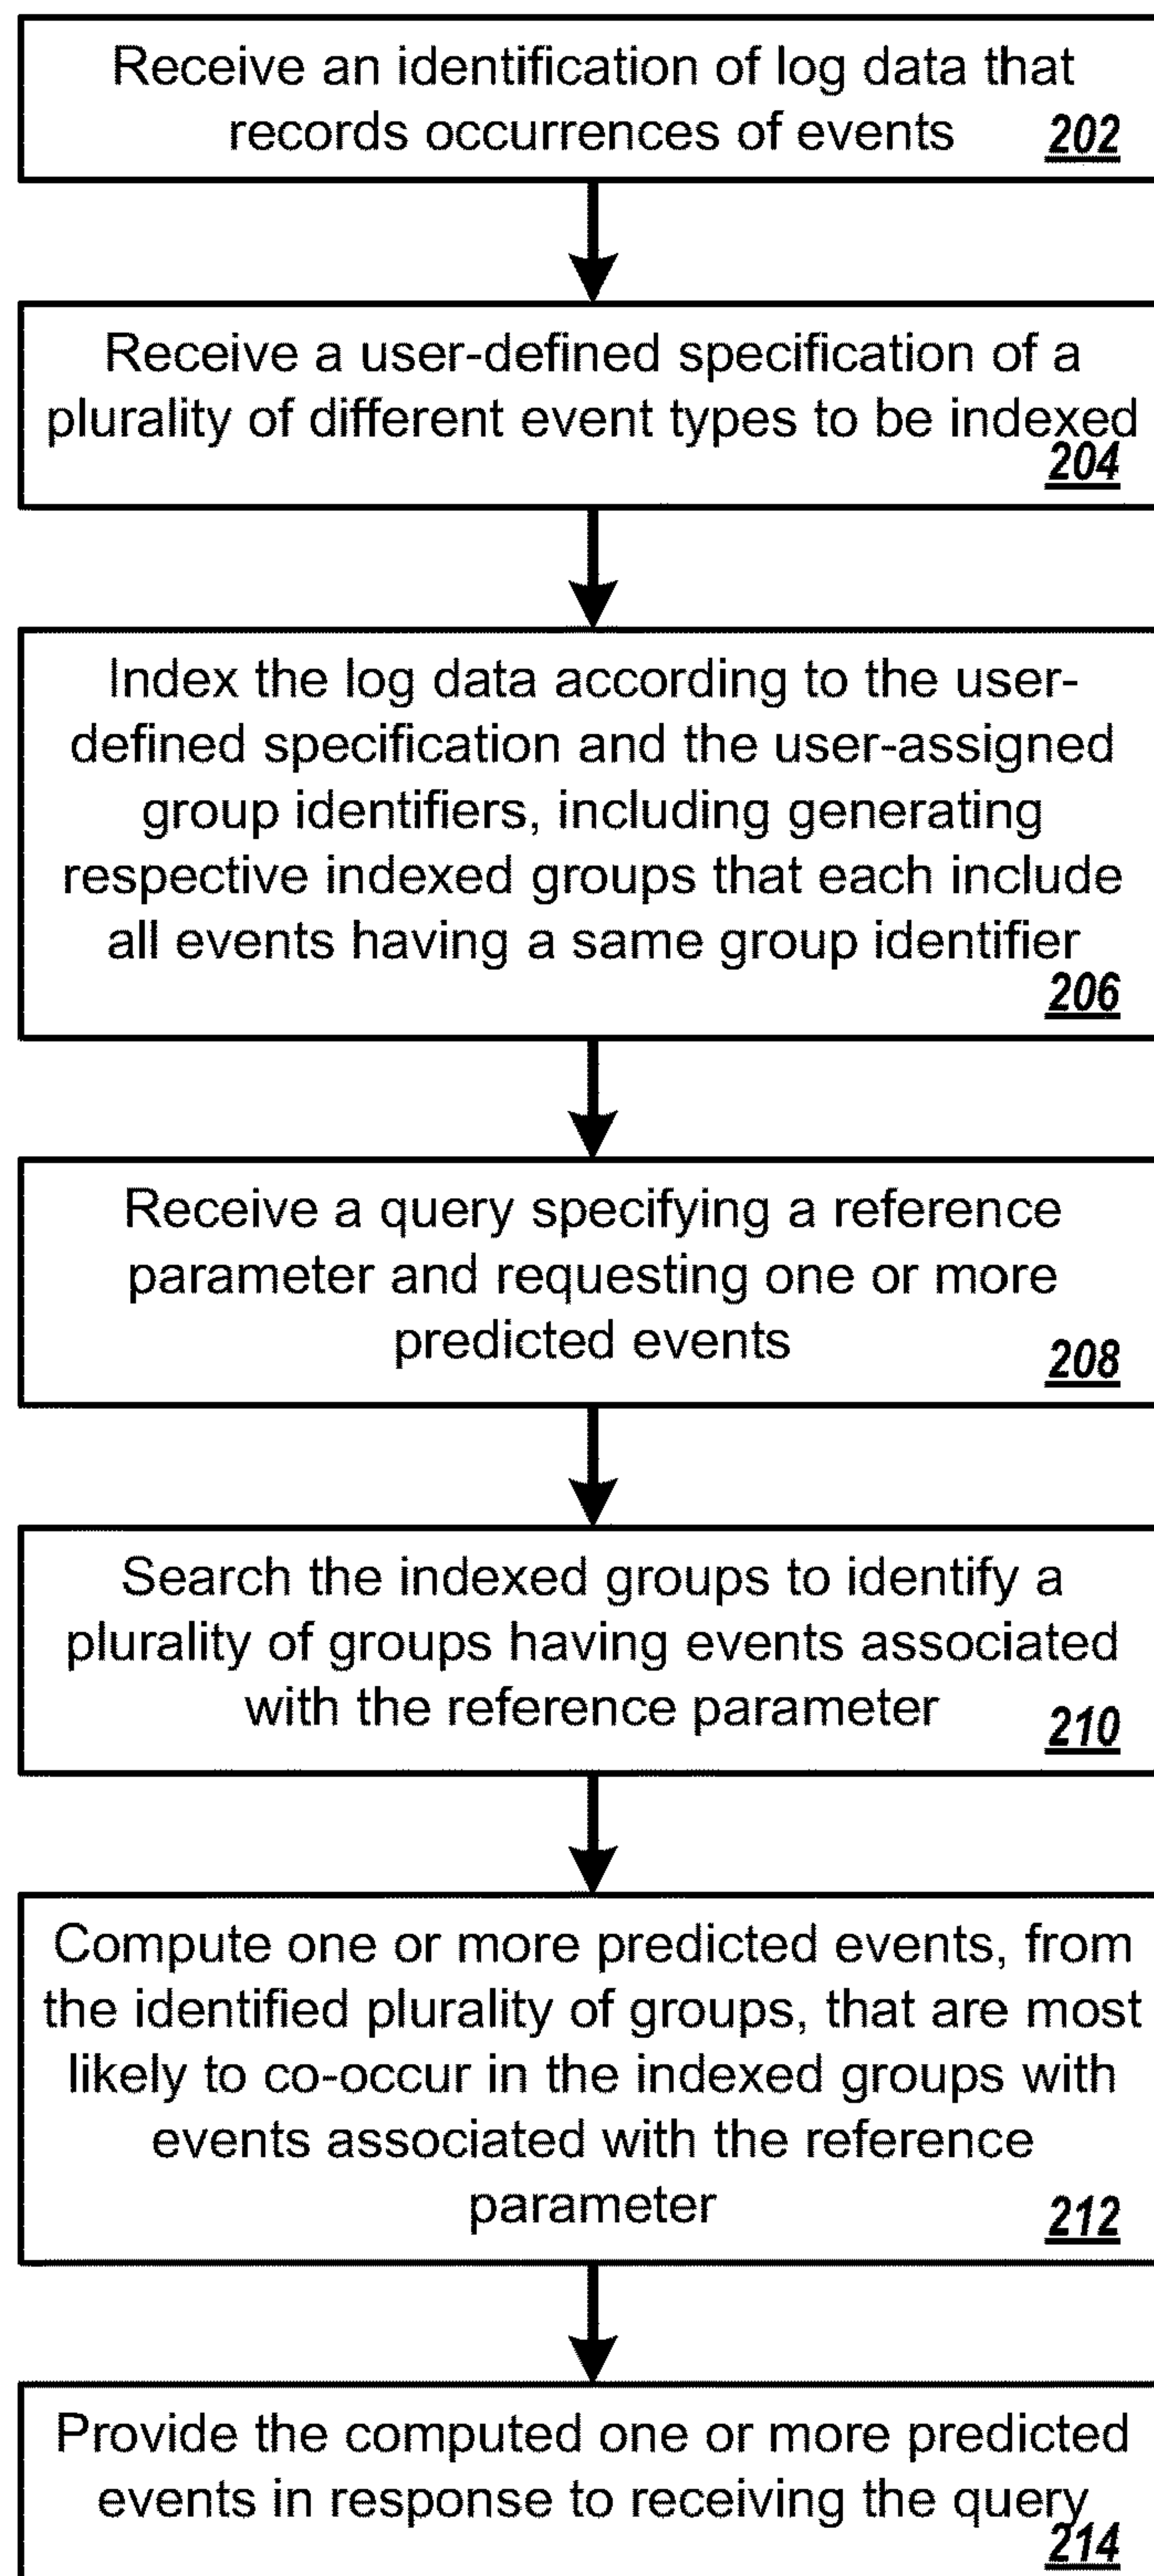 Receive an identification of log data that
records occurrences of events 202
Receive a user-defined specification of a
plurality of different event types to be indexed
204
Index the log data according to the user-
defined specification and the user-assigned
group identifiers, including generating
respective indexed groups that each include
all events having a same group identifier
206
Receive a query specifying a reference
parameter and requesting one or more
predicted events 208
Search the indexed groups to identify a
plurality of groups having events associated
with the reference parameter 210
Compute one or more predicted events, from
the identified plurality of groups, that are most
likely to co-occur in the indexed groups with
events associated with the reference
parameter 212
Provide the computed one or more predicted
events in response to receiving the query
214